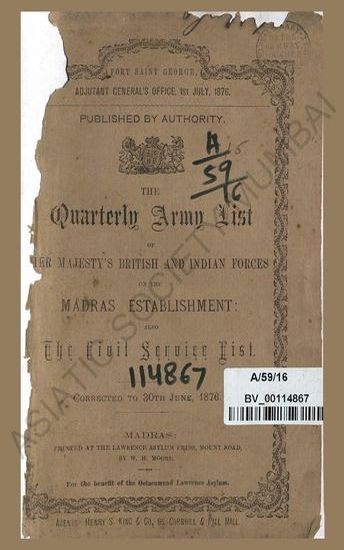 FORT SAINT GEORGE,
ADJUTANT GENERAL'S OFFICE, 1ST JULY, 1876.
PUBLISHED BY AUTHORITY.
A
59
16
THE
Quarterly Army List
OF
HER MAJESTY'S BRITISH AND INDIAN FORCES
ON THE
MADRAS ESTABLISHMENT:
ALSO
The Civil Service List.
114867
A/59/16
BV_00114867
CORRECTED TO 30TH JUNE, 1876
MADRAS:
PRINTED AT THE LAWRENCE ASYLUM PRESS, MOUNT ROAD,
BY W. H. MOORE.
For the benefit of the Ootacamund Lawrence Asylum.
AGENTS—HENRY S. KING & CO., 65 CORNHILL & PALL MALL.
ASIATIC SOCIETY MUMBAI